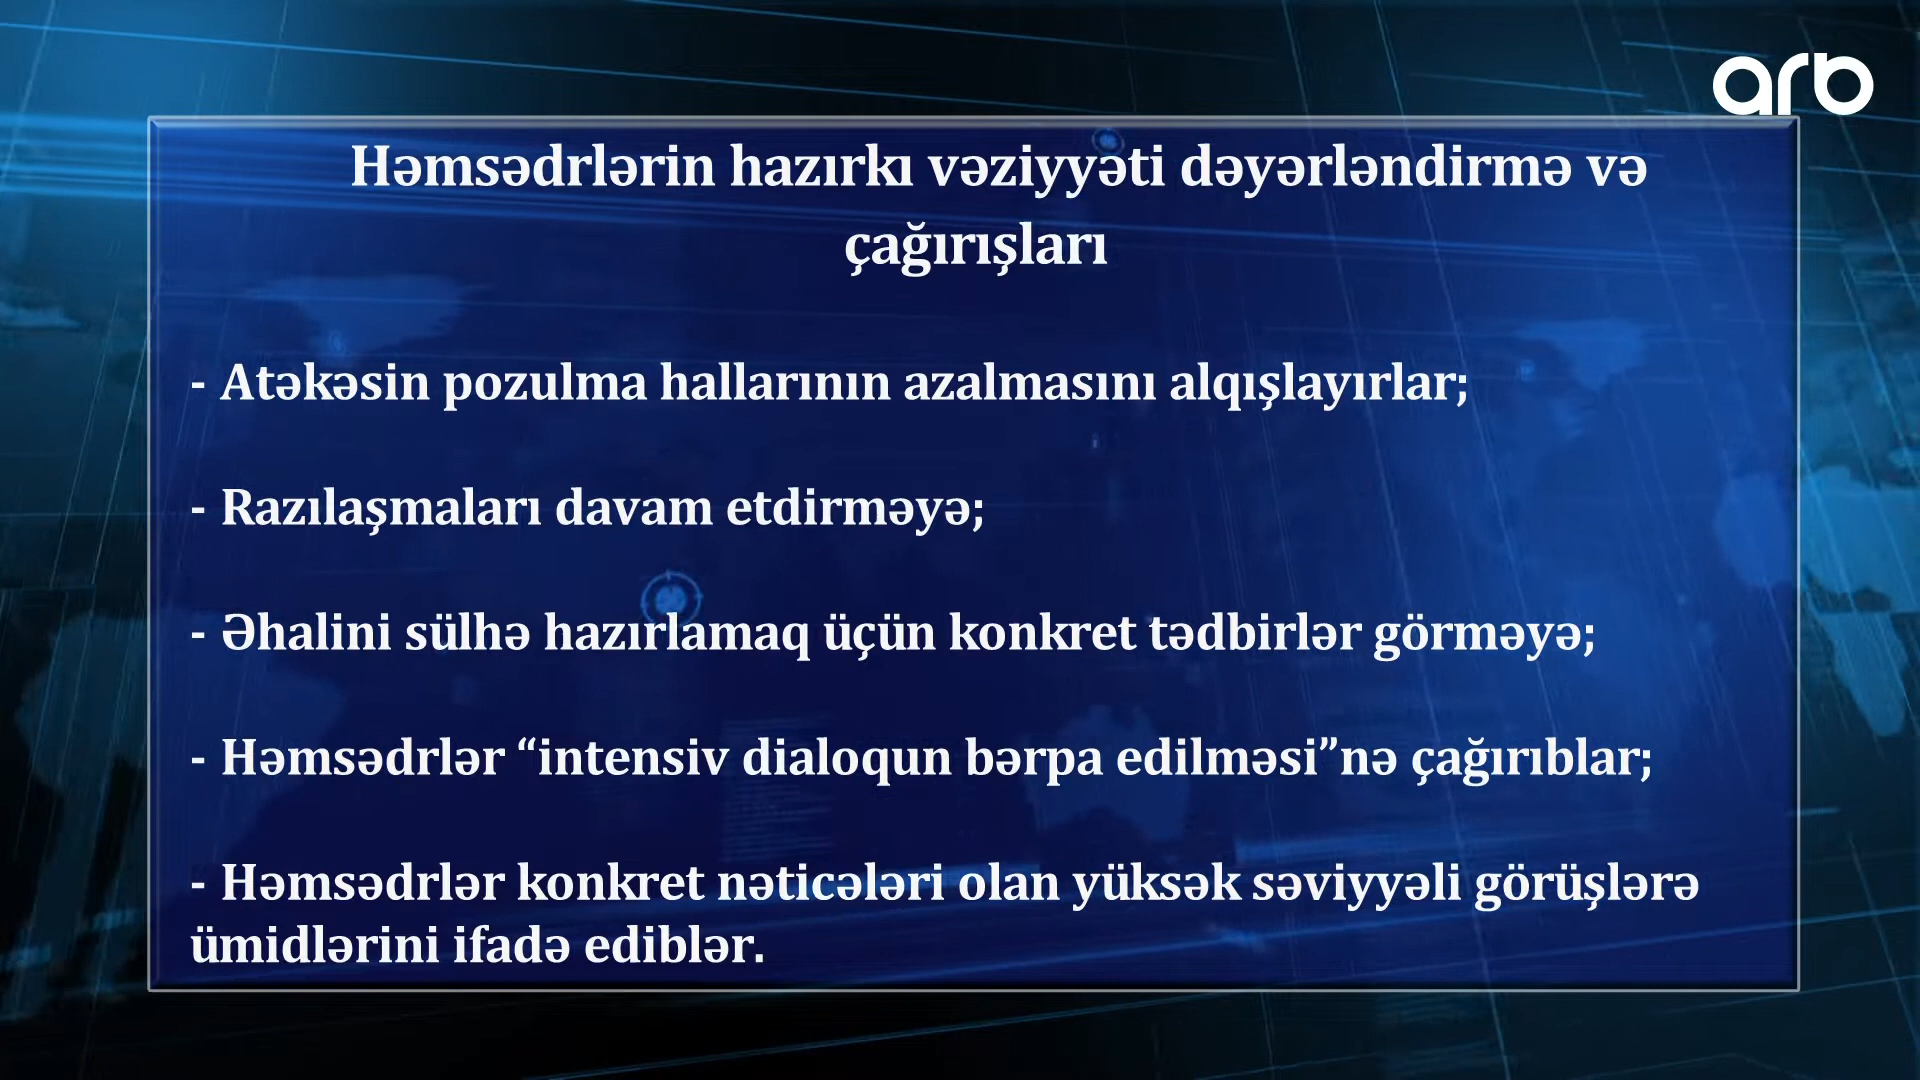 arb
Həmsədrlərin hazırkı vəziyyəti dəyərləndirmə və
çağırışları
- Atəkəsin pozulma hallarının azalmasını alqışlayırlar;
- Razılaşmaları davam etdirməyə;
- Əhalini sülhə hazırlamaq üçün konkret tədbirlər görməyə;
- Həmsədrlər “intensiv dialoqun bərpa edilməsi”nə çağırıblar;
- Həmsədrlər konkret nəticələri olan yüksək səviyyəli görüşlərə
ümidlərini ifadə ediblər.